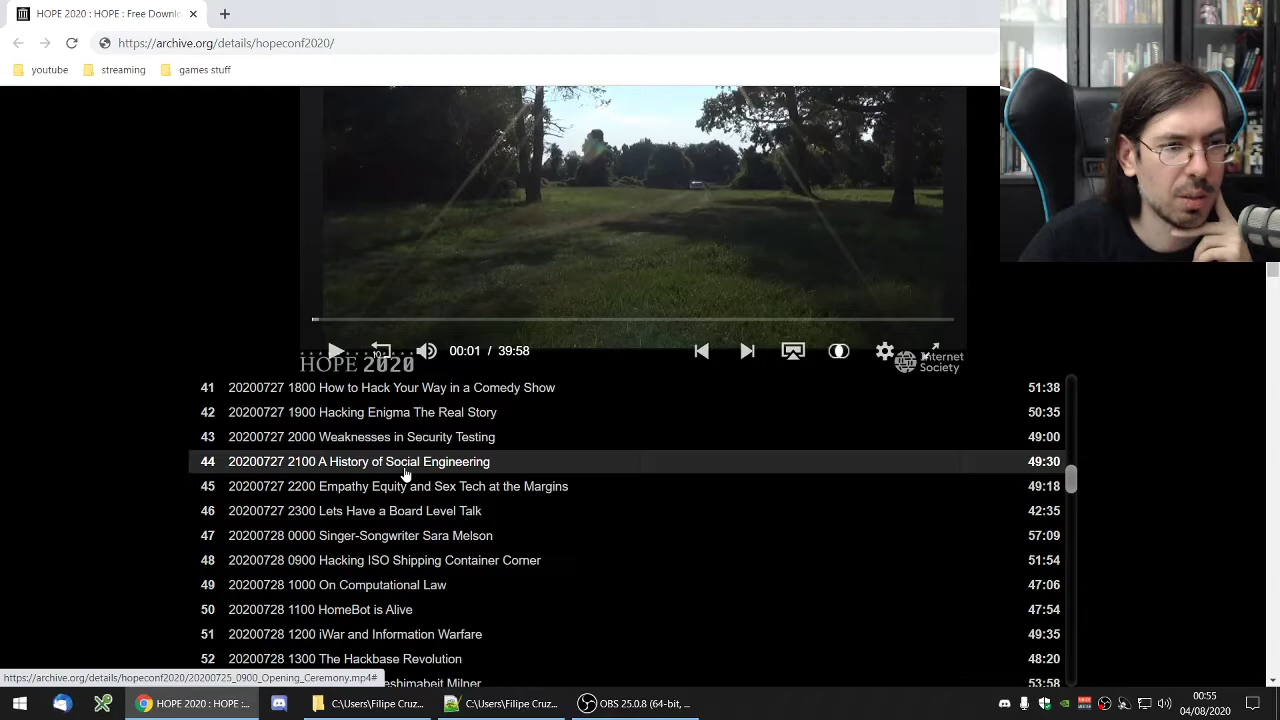 HOPE 2020 : HOPE : Free Downlo
https://archive.org/details/hopeconf2020/
youtube streaming games stuff
00:01 / 39:58
HOPE 2020
Internet Society
41 20200727 1800 How to Hack Your Way in a Comedy Show 51:38
42 20200727 1900 Hacking Enigma The Real Story 50:35
43 20200727 2000 Weaknesses in Security Testing 49:00
44 20200727 2100 A History of Social Engineering 49:30
45 20200727 2200 Empathy Equity and Sex Tech at the Margins 49:18
46 20200727 2300 Lets Have a Board Level Talk 42:35
47 20200728 0000 Singer-Songwriter Sara Melson 57:09
48 20200728 0900 Hacking ISO Shipping Container Corner 51:54
49 20200728 1000 On Computational Law 47:06
50 20200728 1100 HomeBot is Alive 47:54
51 20200728 1200 iWar and Information Warfare 49:35
52 20200728 1300 The Hackbase Revolution 48:20
Milner 53:58
https://archive.org/details/hopeconf2020/20200725_0900_Opening_Ceremony.mp4#
HOPE 2020 : HOPE :... C:\Users\Filipe Cruz... C:\Users\Filipe Cruz... OBS 25.0.8 (64-bit, ... 00:55
04/08/2020